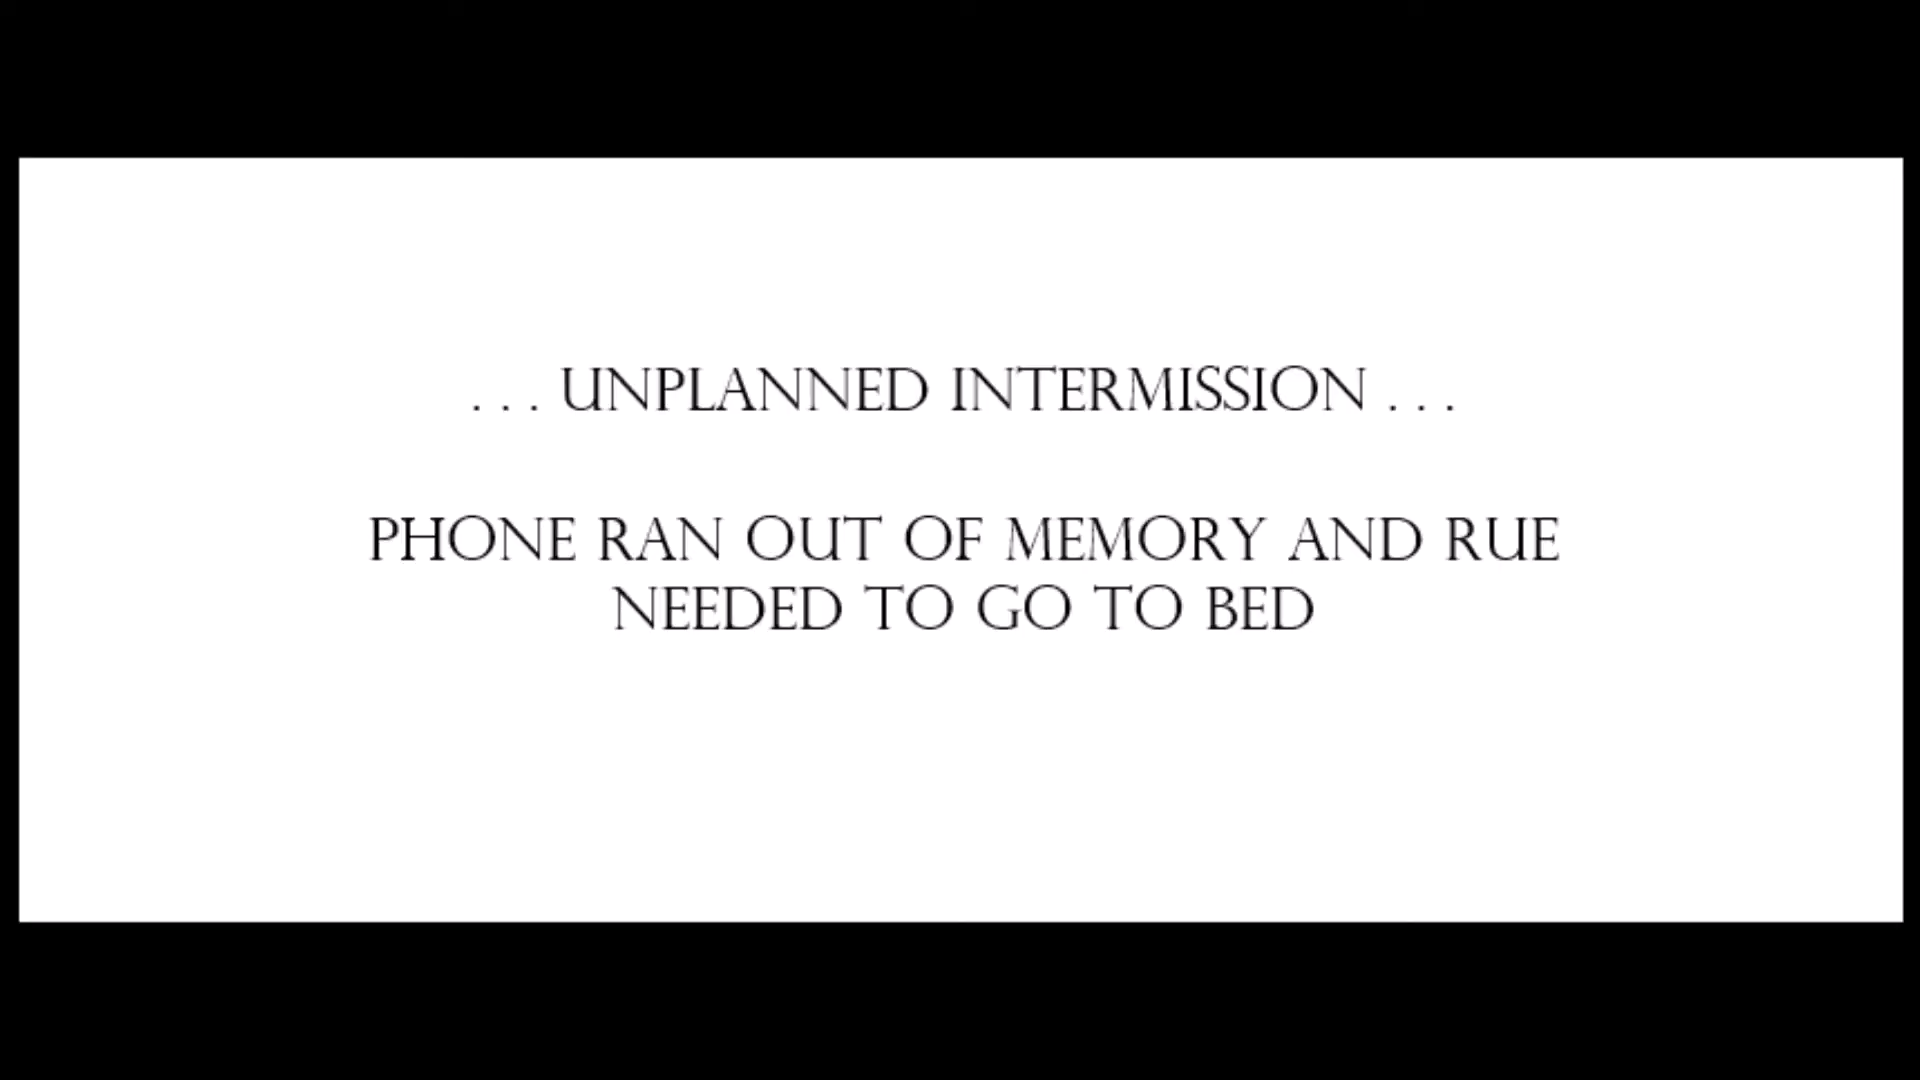 . . . UNPLANNED INTERMISSION . . .
PHONE RAN OUT OF MEMORY AND RUE
NEEDED TO GO TO BED